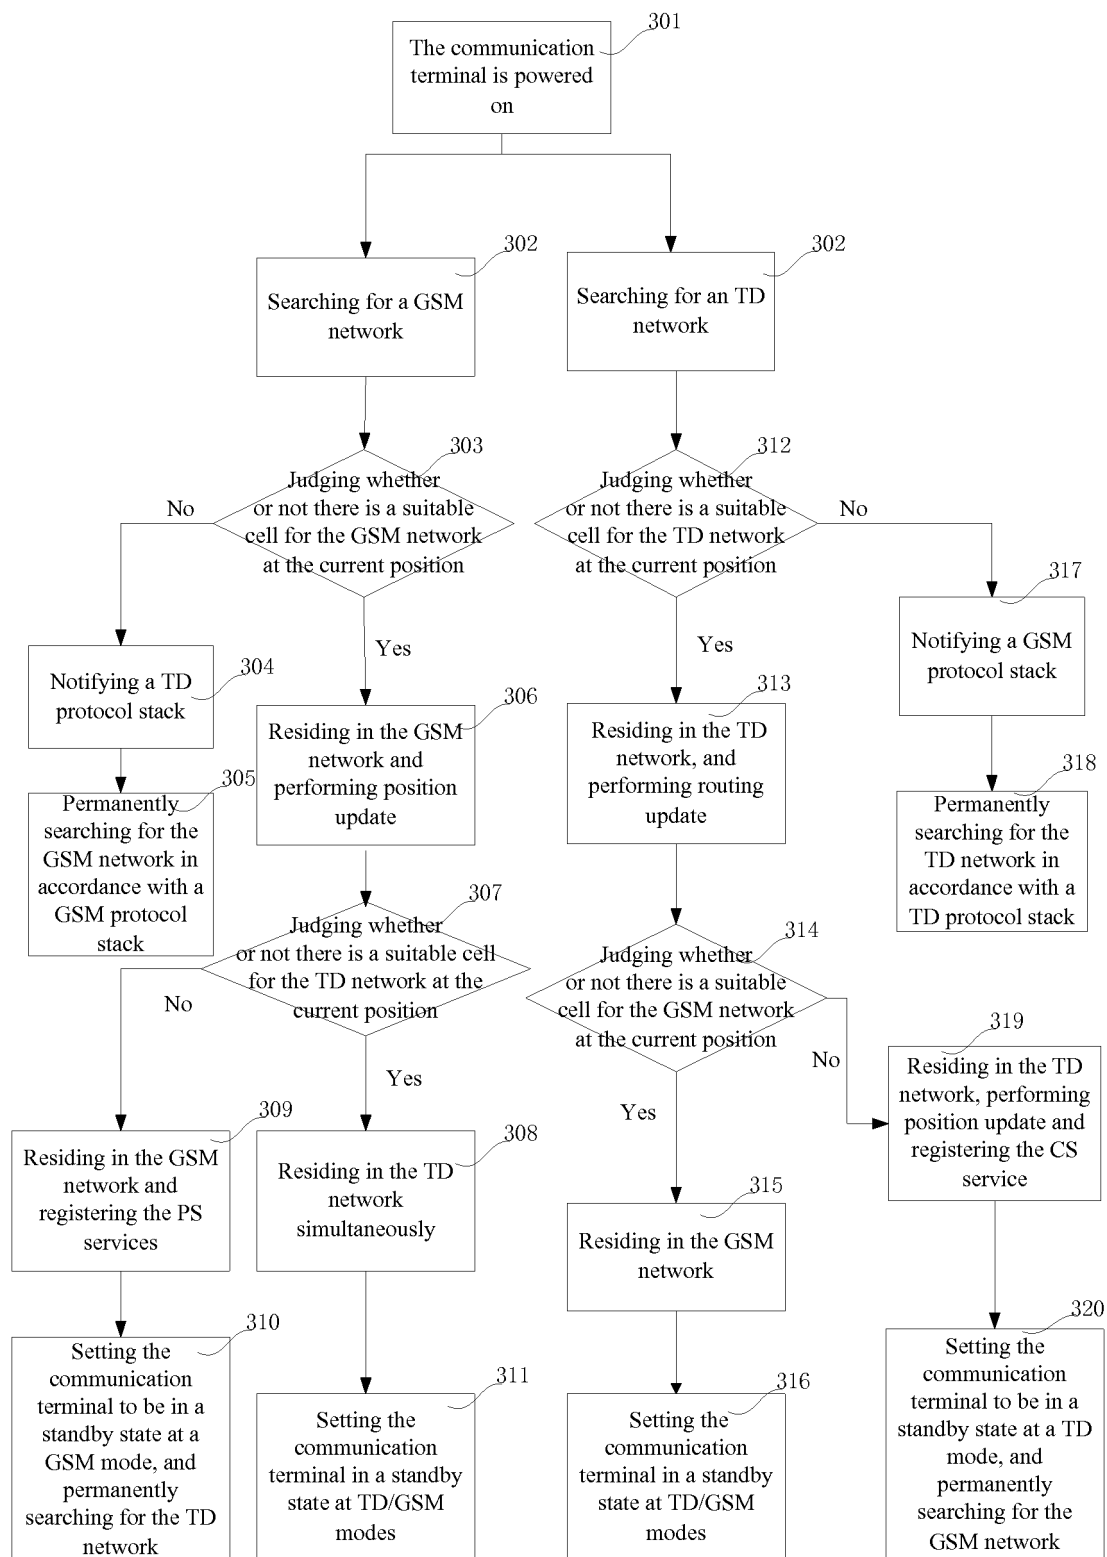 301
The communication
terminal is powered
on
302
Searching for a GSM
network
302
Searching for an TD
network
303
Judging whether
or not there is a suitable
cell for the GSM network
at the current position
No
Yes
312
Judging whether
or not there is a suitable
cell for the TD network
at the current position
No
Yes
304
Notifying a TD
protocol stack
306
Residing in the GSM
network and
performing position
update
313
Residing in the TD
network, and
performing routing
update
317
Notifying a GSM
protocol stack
305
Permanently
searching for the
GSM network in
accordance with a
GSM protocol
stack
318
Permanently
searching for the
TD network in
accordance with a
TD protocol stack
307
Judging whether
or not there is a suitable cell
for the TD network at the
current position
No
Yes
314
Judging whether
or not there is a suitable
cell for the GSM network
at the current position
No
Yes
309
Residing in the GSM
network and
registering the PS
services
308
Residing in the TD
network
simultaneously
315
Residing in the GSM
network
319
Residing in the TD
network, performing
position update and
registering the CS
service
310
Setting the
communication
terminal to be in a
standby state at a
GSM mode, and
permanently
searching for the TD
network
311
Setting the
communication
terminal in a standby
state at TD/GSM
modes
316
Setting the
communication
terminal in a standby
state at TD/GSM
modes
320
Setting the
communication
terminal to be in a
standby state at a TD
mode, and
permanently
searching for the
GSM network